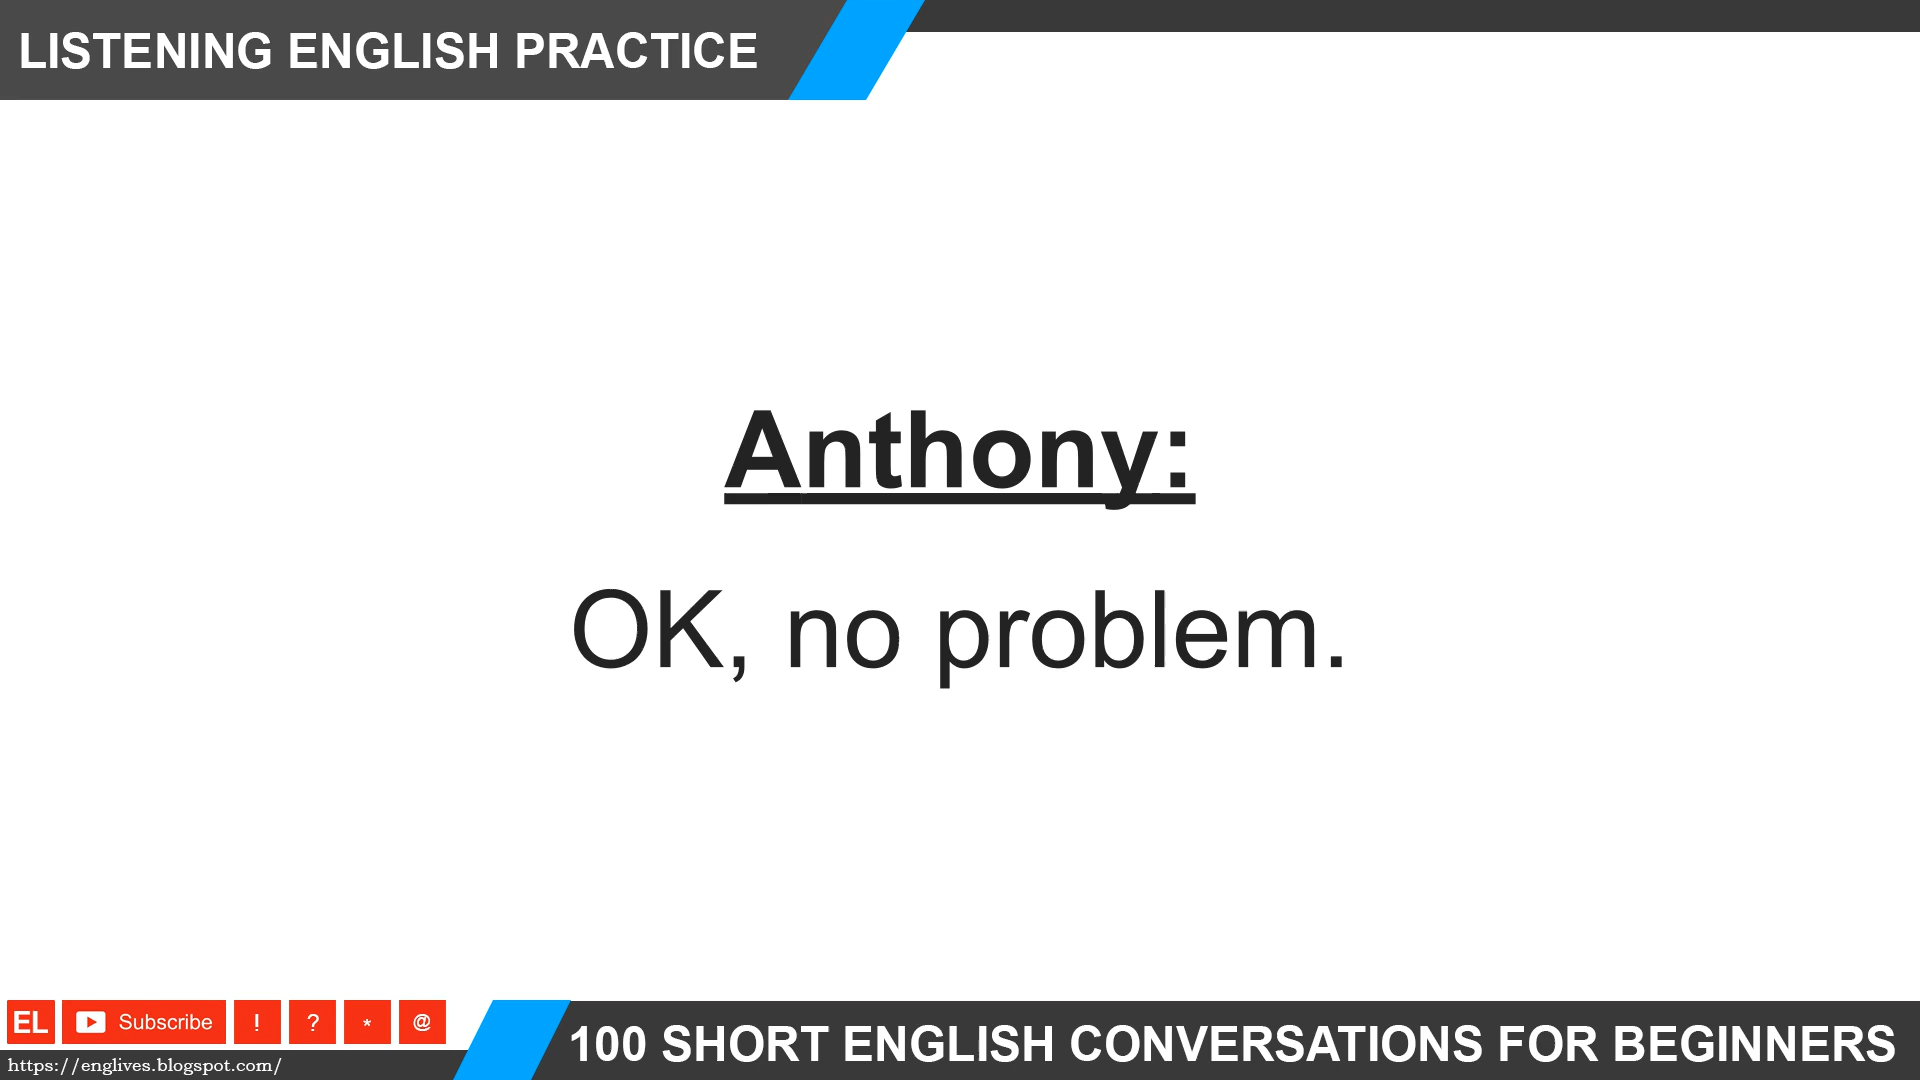 LISTENING ENGLISH PRACTICE
Anthony:
OK, no problem.
EL Subscribe ! ? * @
https://englives.blogspot.com/
100 SHORT ENGLISH CONVERSATIONS FOR BEGINNERS